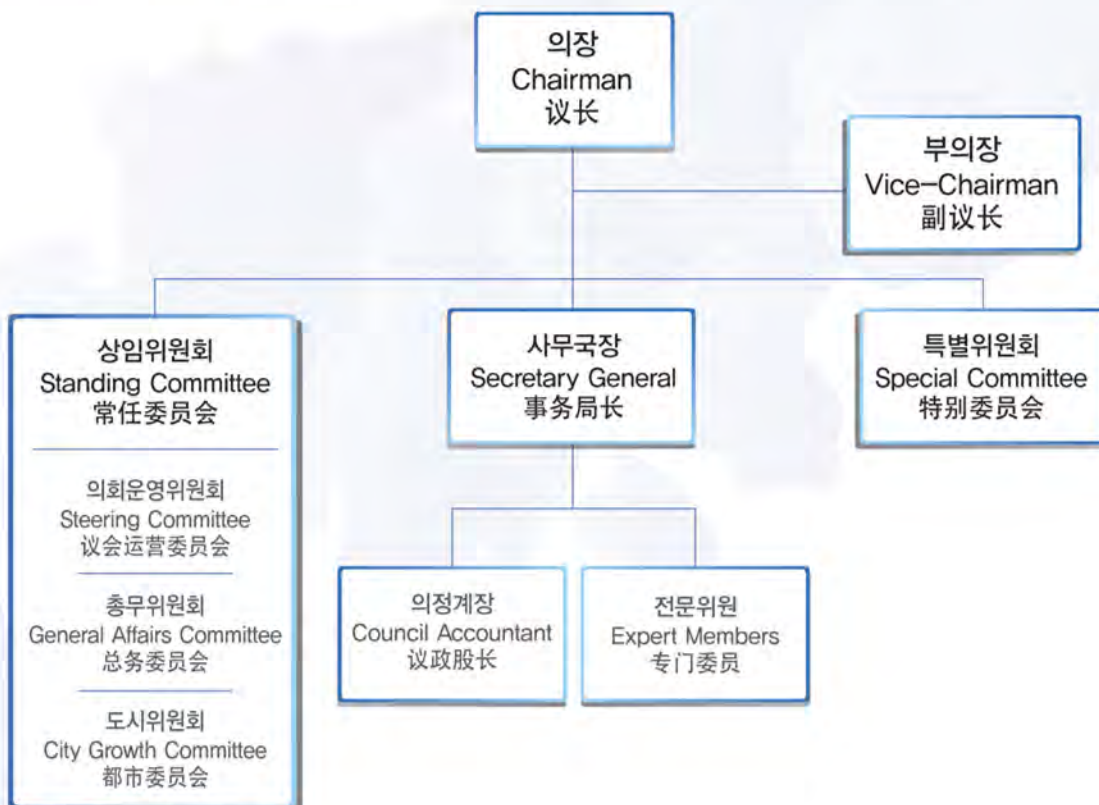 의장
Chairman
议长
부의장
Vice-Chairman
副议长
상임위원회
Standing Committee
常任委员会
의회운영위원회
Steering Committee
议会运营委员会
총무위원회
General Affairs Committee
总务委员会
도시위원회
City Growth Committee
都市委员会
사무국장
Secretary General
事务局长
의정계장
Council Accountant
议政股长
전문위원
Expert Members
专门委员
특별위원회
Special Committee
特别委员会